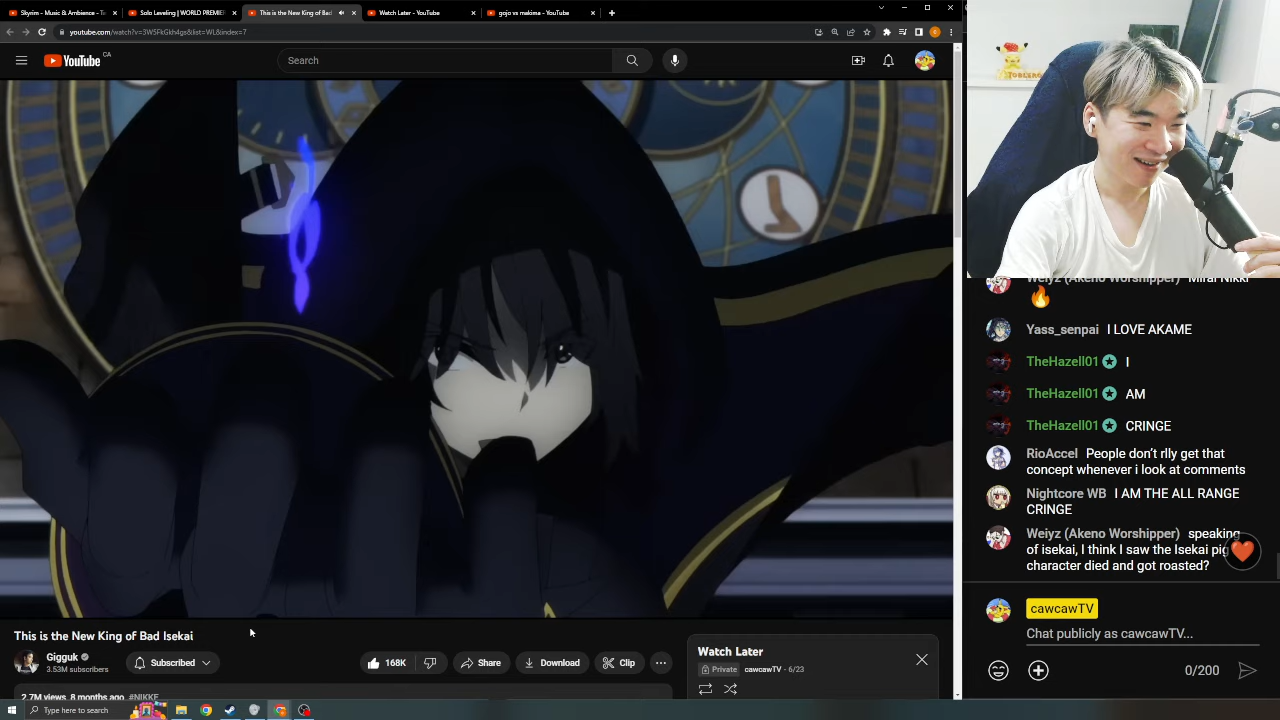 Skyrim - Music & Ambience - Tw
Solo Leveling | WORLD PREMIE
This is the New King of Bad
Watch Later - YouTube
gojo vs makima - YouTube
youtube.com/watch?v=3W5FkGkh4gs&list=WL&index=7
YouTube CA
Search
This is the New King of Bad Isekai
Gigguk
3.53M subscribers
Subscribed
168K
Share
Download
Clip
2.7M views 8 months ago #NIKKE
Watch Later
Private cawcawTV - 6/23
Type here to search
Weiyz (Akeno Worshipper) Mirai Nikki
Yass_senpai I LOVE AKAME
TheHazell01 I
TheHazell01 AM
TheHazell01 CRINGE
RioAccel People don't rlly get that
concept whenever i look at comments
Nightcore WB I AM THE ALL RANGE
CRINGE
Weiyz (Akeno Worshipper) speaking
of isekai, I think I saw the Isekai pig
character died and got roasted?
cawcawTV
Chat publicly as cawcawTV...
0/200